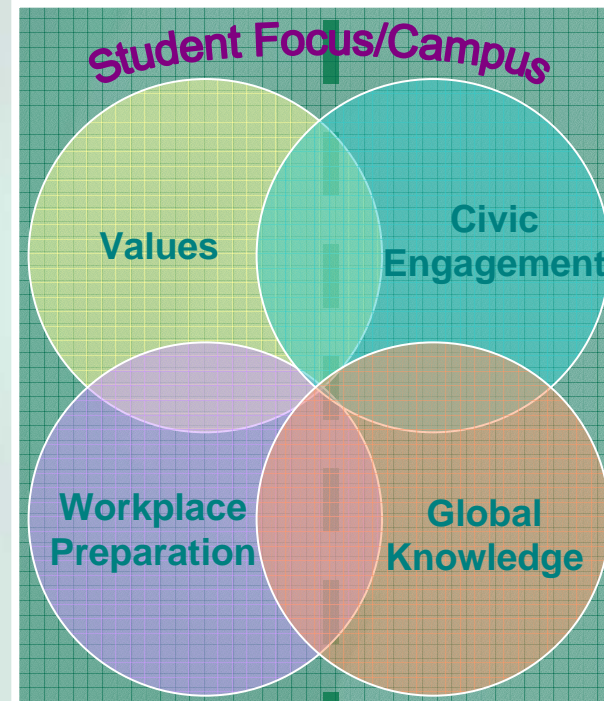 Student Focus/Campus
Values
Civic
Engagement
Workplace
Preparation
Global
Knowledge